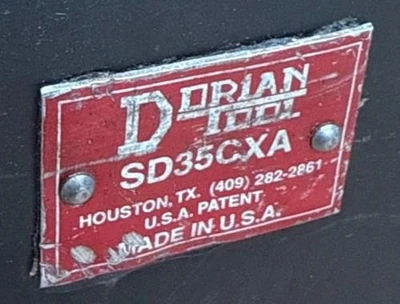 DORIAN TOOL
SD35CXA
HOUSTON, TX. (409) 282-2861
U.S.A. PATENT
MADE IN U.S.A.